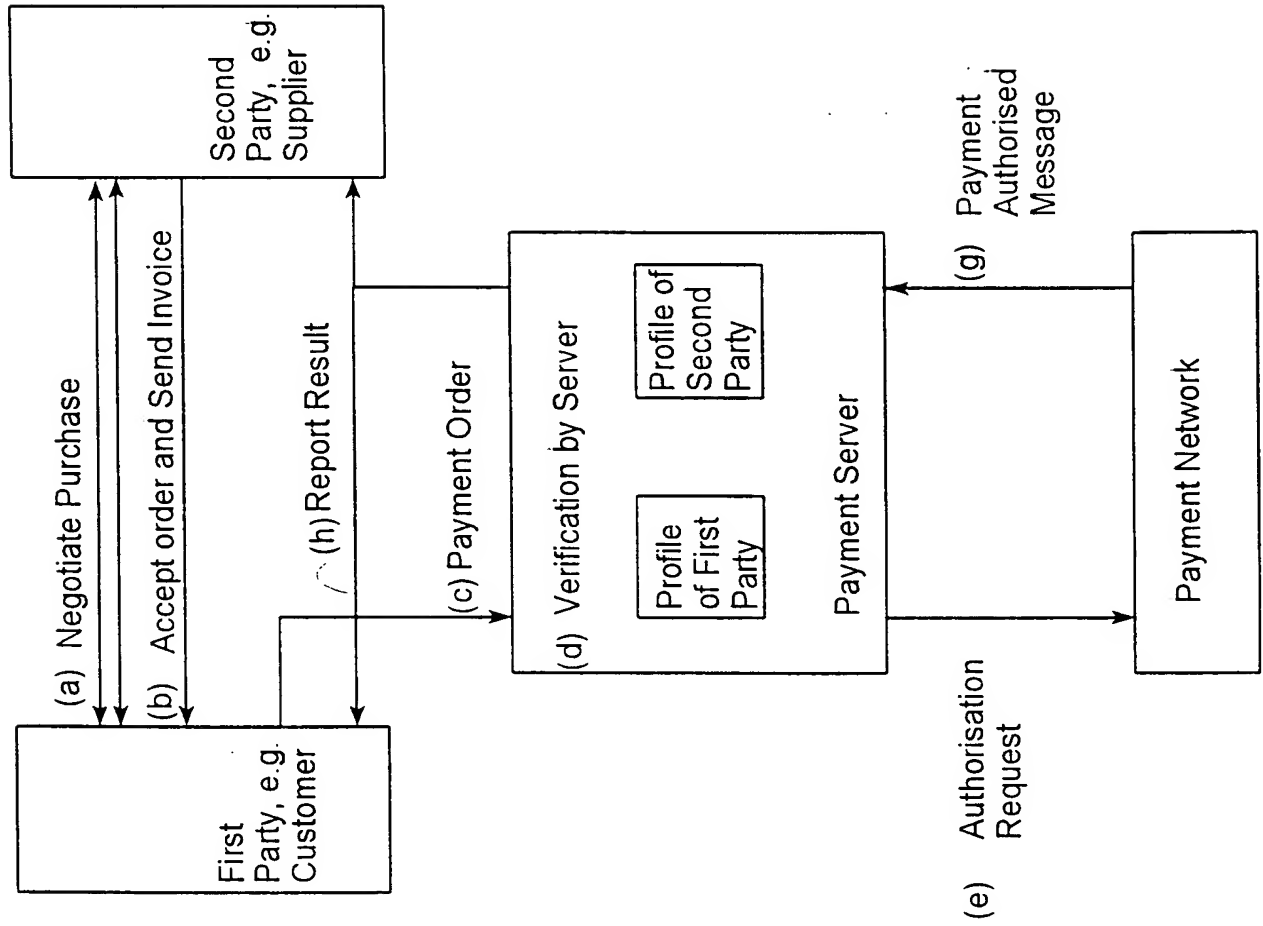 First
Party, e.g.
Customer
(a) Negotiate Purchase
(b) Accept order and Send Invoice
Second
Party, e.g.
Supplier
(h) Report Result
(c) Payment Order
(d) Verification by Server
Profile
of First
Party
Profile of
Second
Party
Payment Server
(e) Authorisation
Request
(g) Payment
Authorised
Message
Payment Network